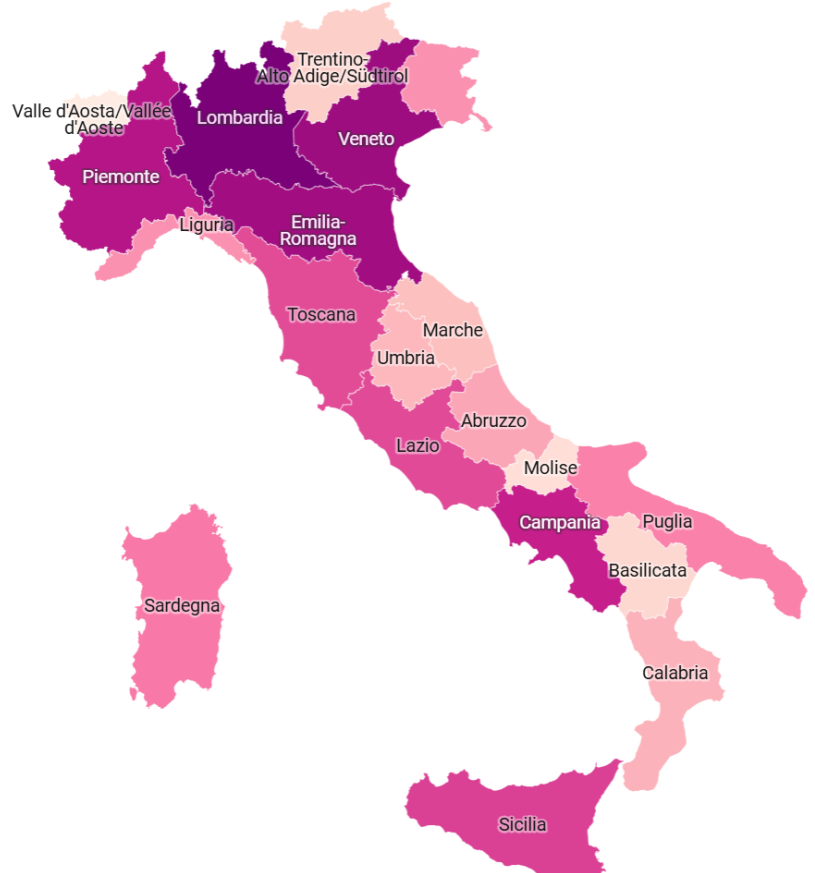 Trentino-
Alto Adige/Südtirol
Valle d'Aosta/Vallée
d'Aoste
Lombardia
Veneto
Piemonte
Liguria
Emilia-
Romagna
Toscana
Marche
Umbria
Abruzzo
Lazio
Molise
Campania
Puglia
Basilicata
Sardegna
Calabria
Sicilia